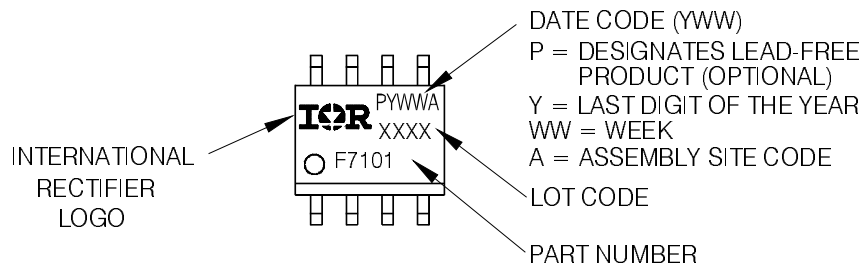 DATE CODE (YWW)
P = DESIGNATES LEAD-FREE
PRODUCT (OPTIONAL)
Y = LAST DIGIT OF THE YEAR
WW = WEEK
A = ASSEMBLY SITE CODE
LOT CODE
PART NUMBER
INTERNATIONAL
RECTIFIER
LOGO
IOR
PYWWA
XXXX
F7101